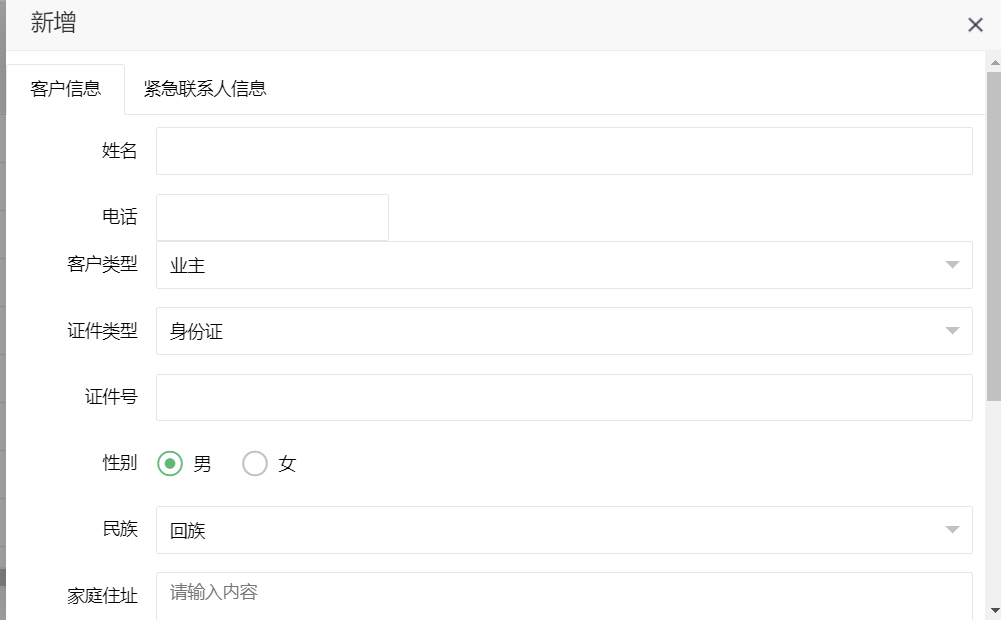 新增
客户信息 紧急联系人信息
姓名
电话
客户类型 业主
证件类型 身份证
证件号
性别 男 女
民族 回族
家庭住址 请输入内容